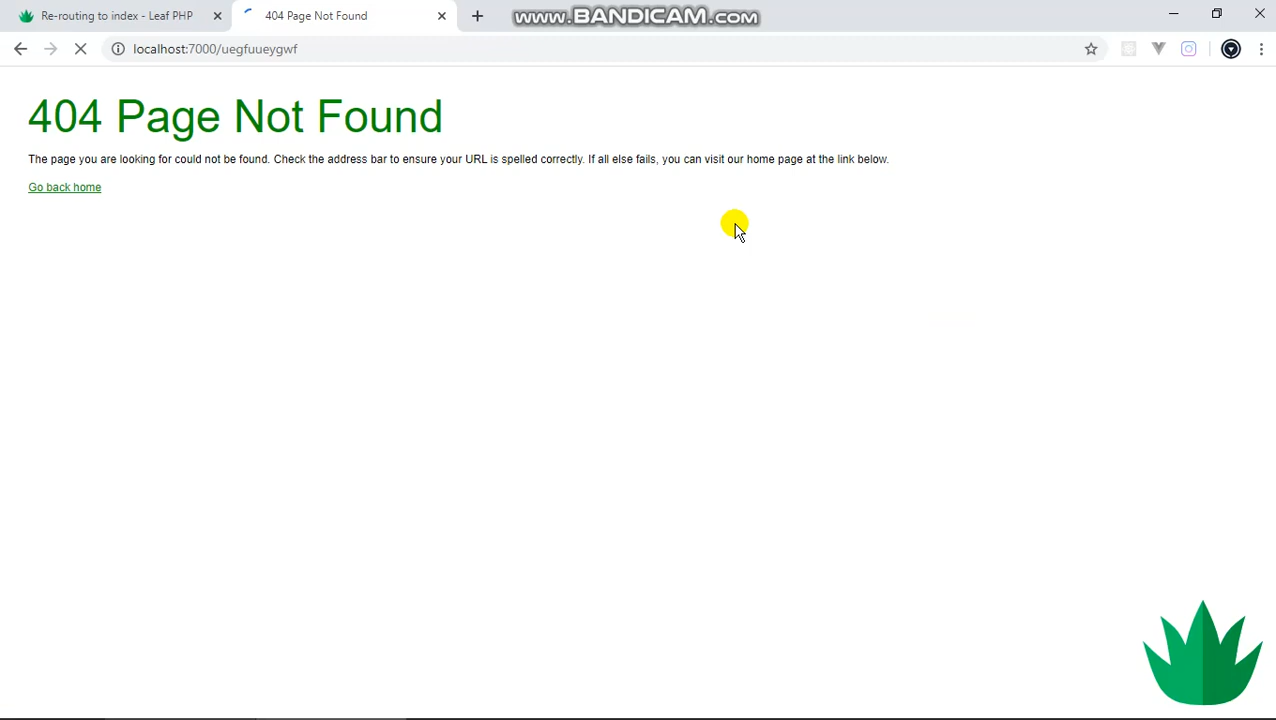 Re-routing to index - Leaf PHP
404 Page Not Found
www.BANDICAM.com
localhost:7000/uegfuueygwf
404 Page Not Found
The page you are looking for could not be found. Check the address bar to ensure your URL is spelled correctly. If all else fails, you can visit our home page at the link below.
Go back home